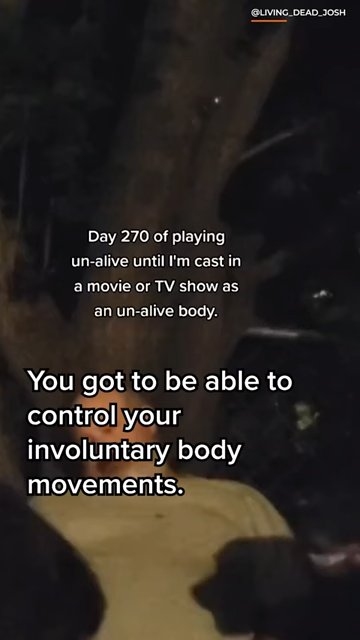 @LIVING_DEAD_JOSH
Day 270 of playing
un-alive until I'm cast in
a movie or TV show as
an un-alive body.
You got to be able to
control your
involuntary body
movements.